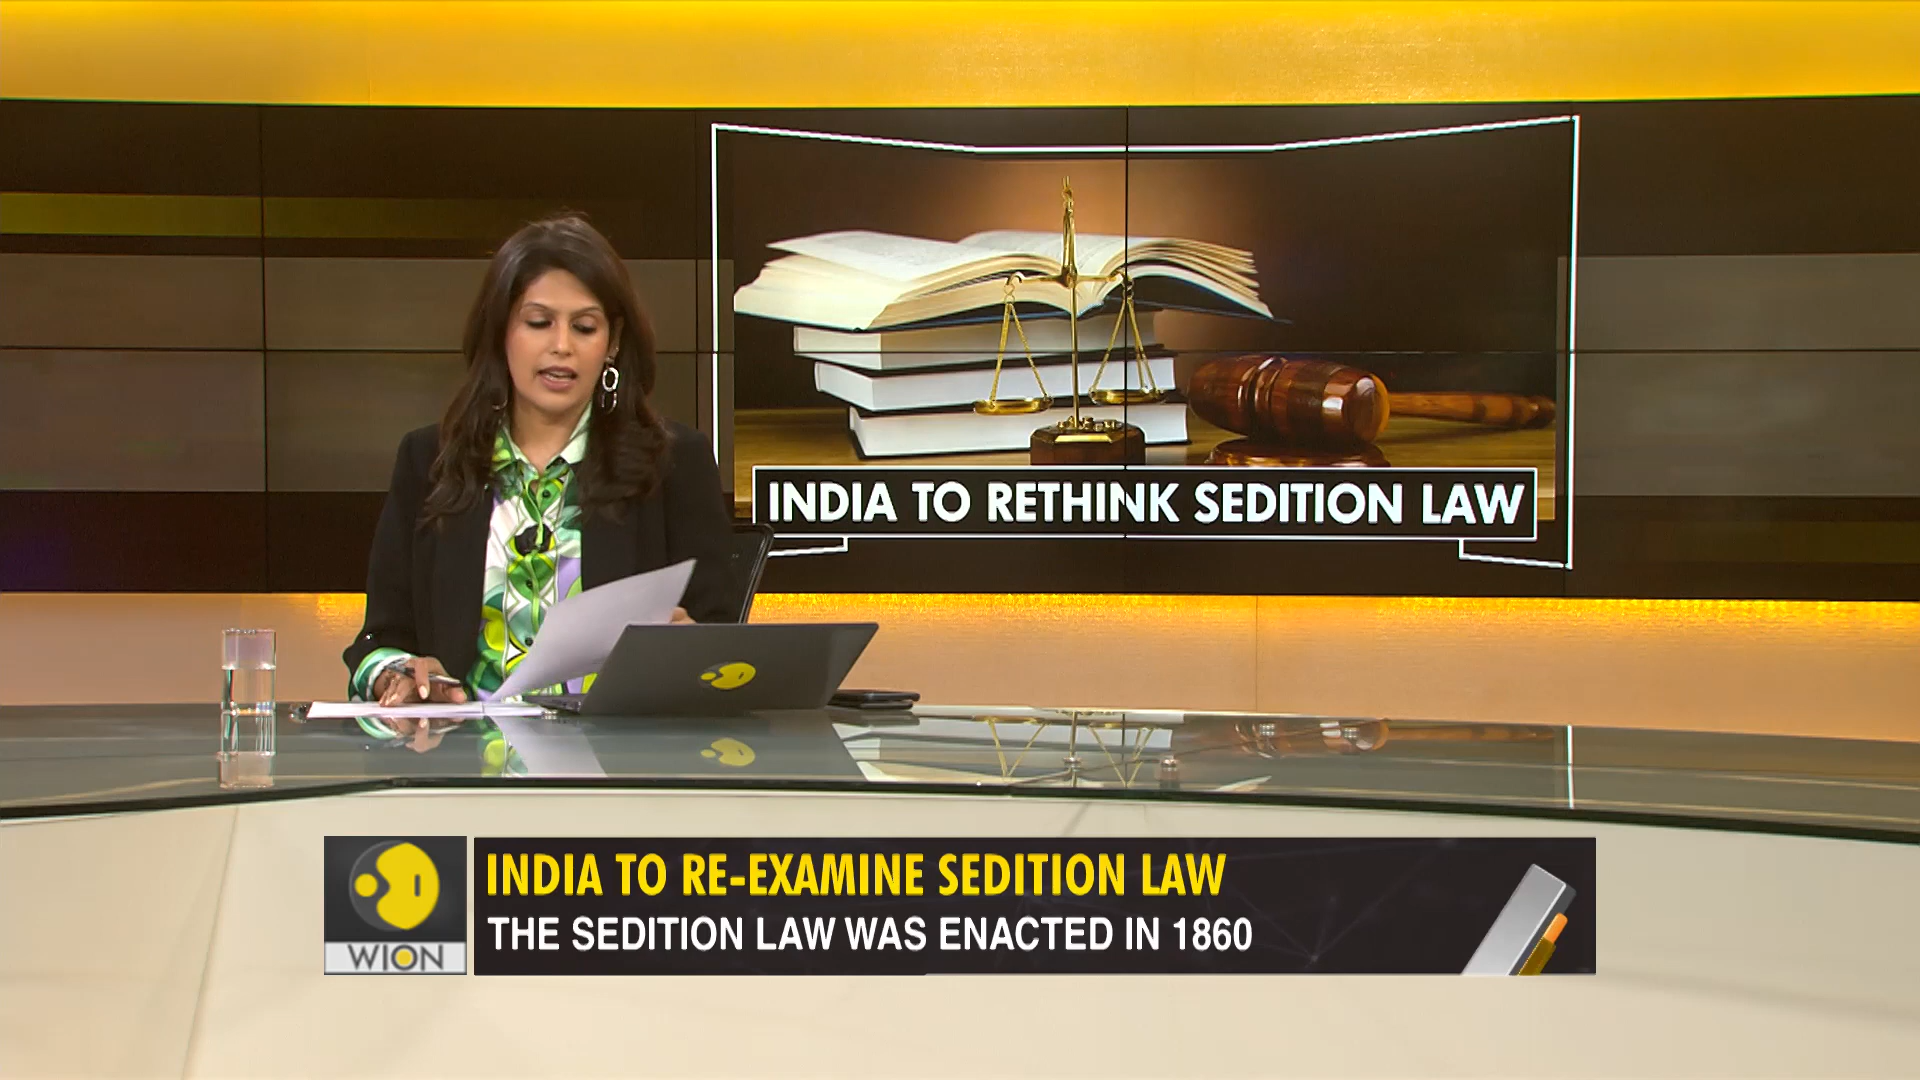 INDIA TO RETHINK SEDITION LAW
INDIA TO RE-EXAMINE SEDITION LAW
THE SEDITION LAW WAS ENACTED IN 1860
WION